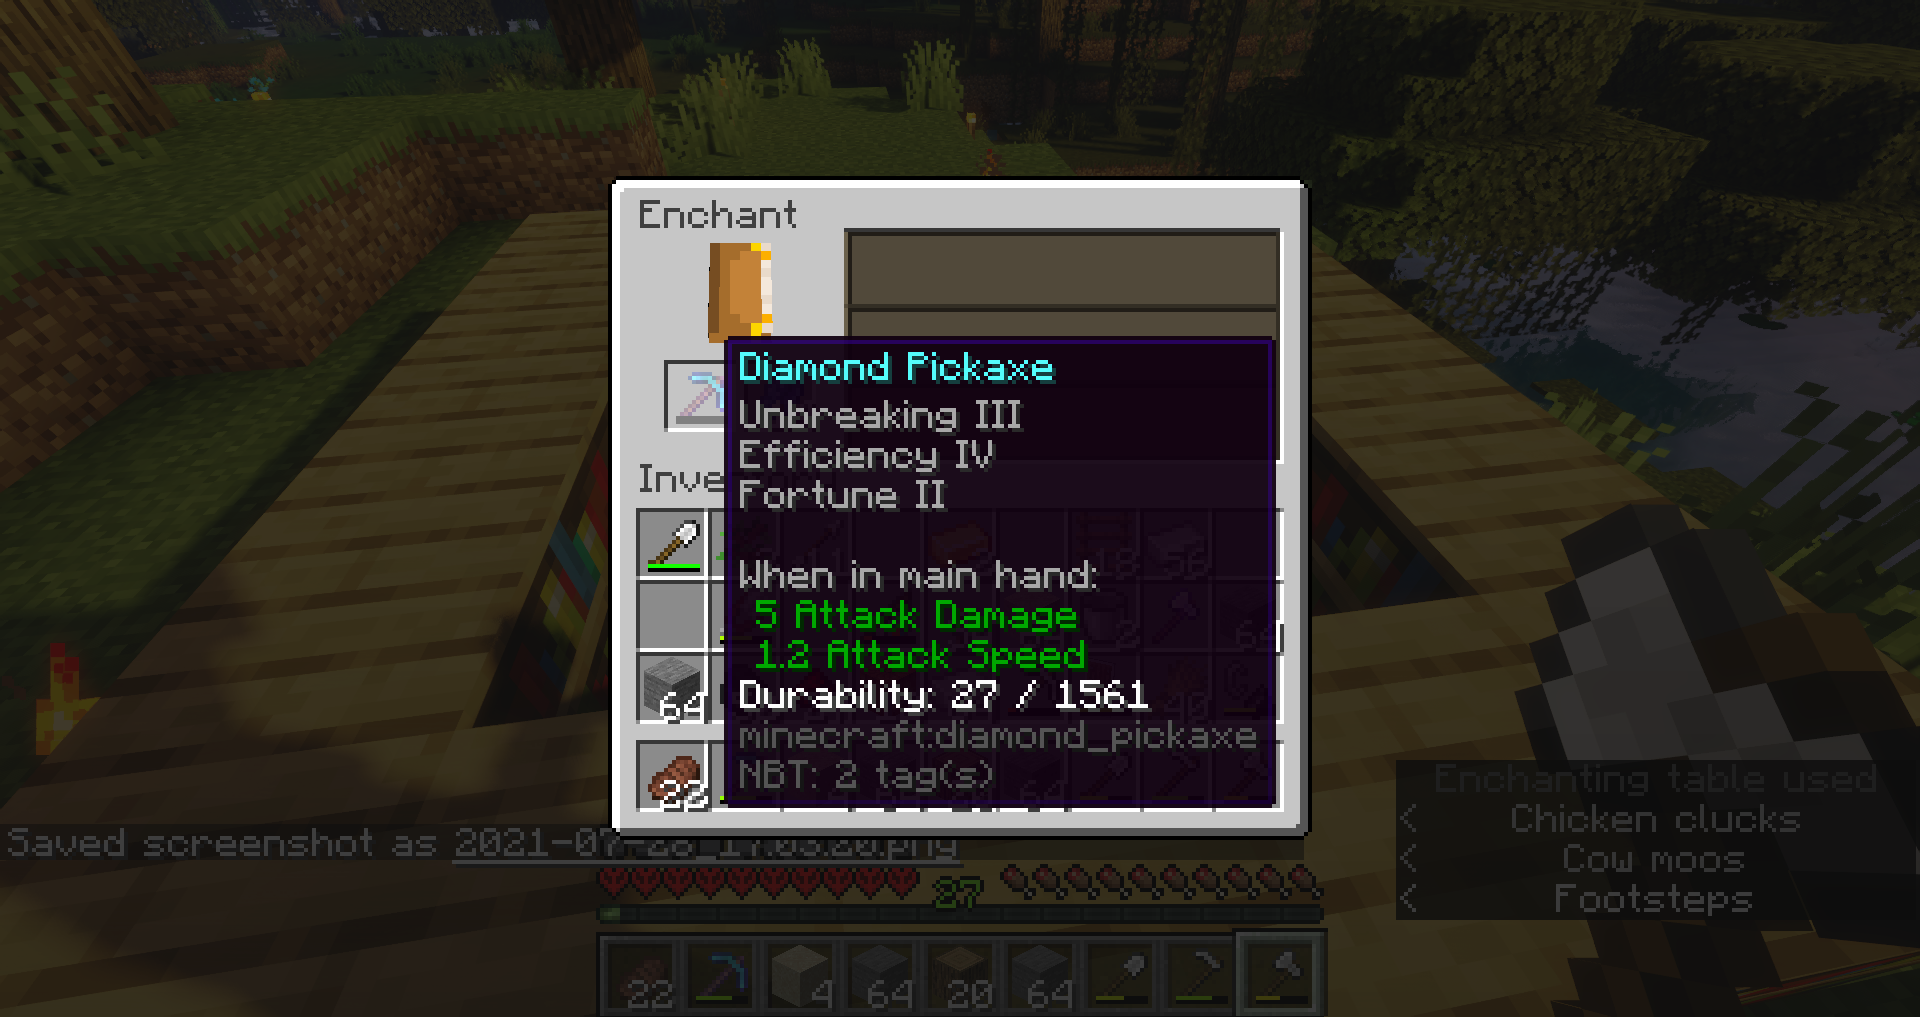 Enchant
Diamond Pickaxe
Unbreaking III
Efficiency IV
Fortune II
Inve
When in main hand:
5 Attack Damage
1.2 Attack Speed
Durability: 27 / 1561
minecraft:diamond_pickaxe
NBT: 2 tag(s)
64
22
Enchanting table used
< Chicken clucks
< Cow moos
< Footsteps
Saved screenshot as
27
22 4 64 20 64